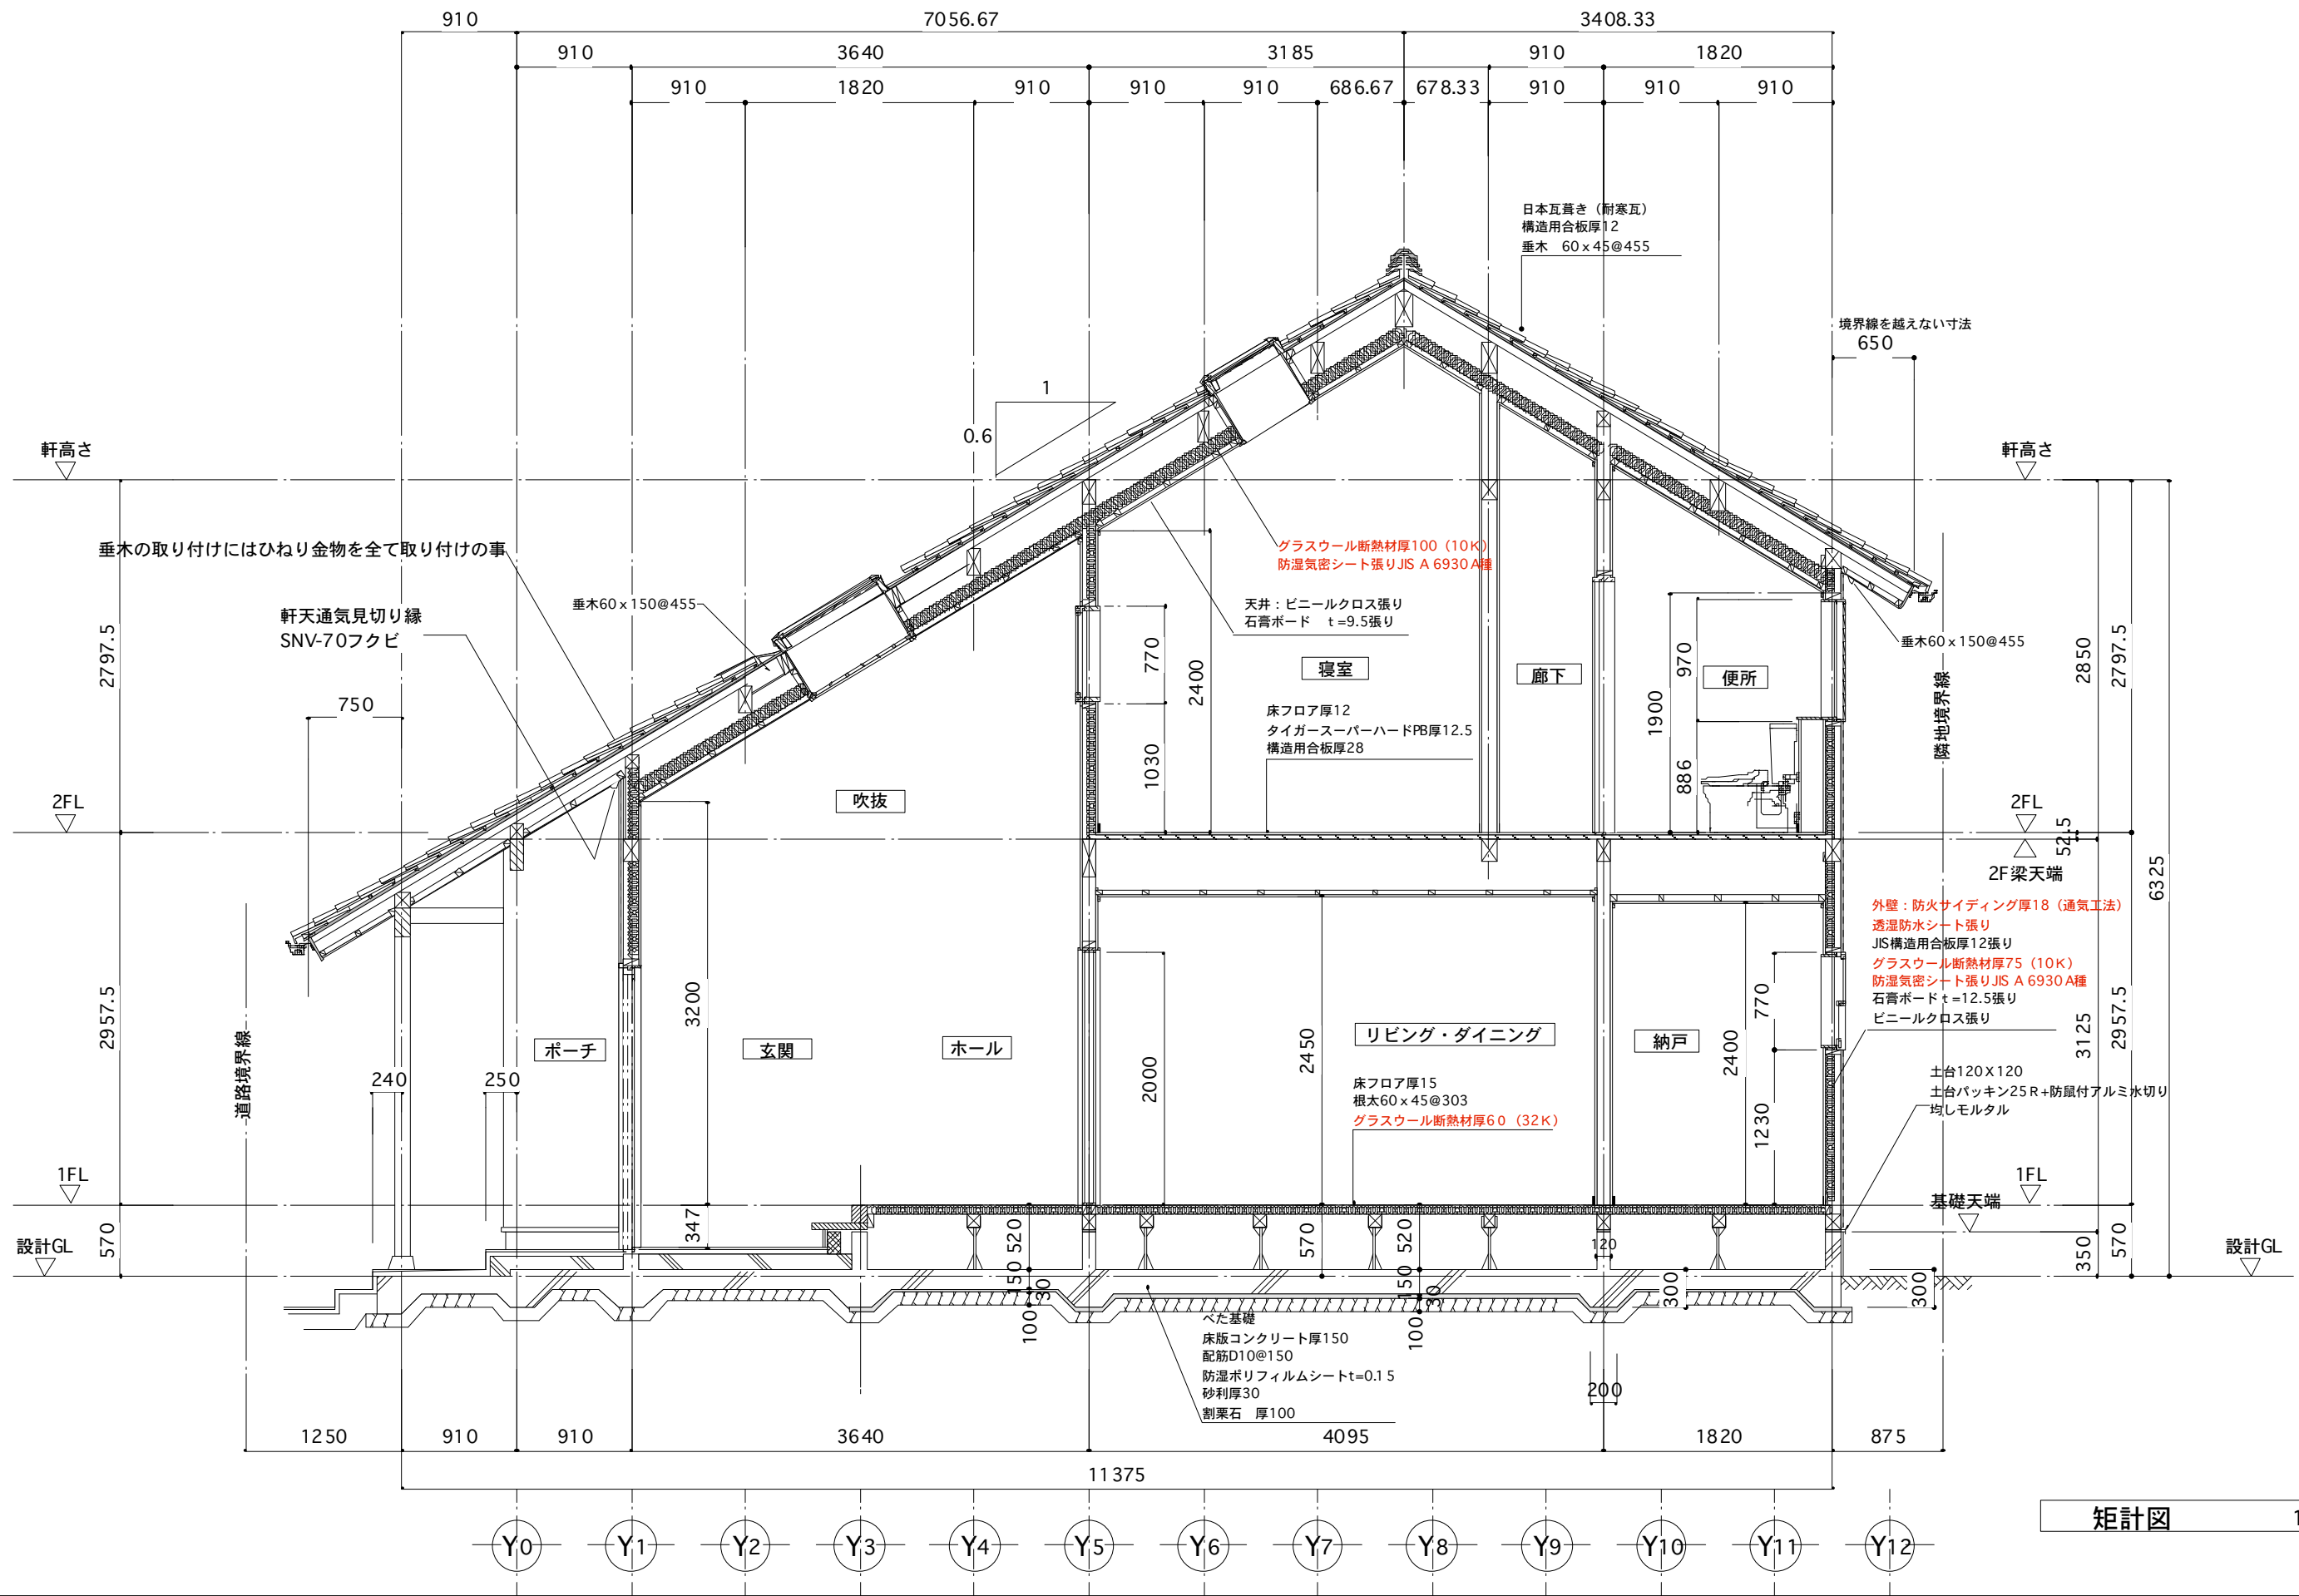 910 7056.67 3408.33
910 3640 3185 910 1820
910 1820 910 910 910 686.67 678.33 910 910 910
日本瓦葺き（耐寒瓦）
構造用合板厚12
垂木　60x45@455
境界線を越えない寸法
650
1
0.6
軒高さ
軒高さ
垂木の取り付けにはひねり金物を全て取り付けの事
グラスウール断熱材厚100（10K）
防湿気密シート張りJIS A 6930A種
天井：ビニールクロス張り
石膏ボード　t=9.5張り
垂木60x150@455
軒天通気見切り縁
SNV-70フクビ
垂木60x150@455
2797.5
750
770
2400
1030
寝室
廊下
便所
1900
970
886
隣地境界線
2850
2797.5
床フロア厚12
タイガースーパーハードPB厚12.5
構造用合板厚28
吹抜
2FL
2FL
52.5
2F梁天端
6325
外壁：防火サイディング厚18（通気工法）
透湿防水シート張り
JIS構造用合板厚12張り
グラスウール断熱材厚75（10K）
防湿気密シート張りJIS A 6930A種
石膏ボードt=12.5張り
ビニールクロス張り
2957.5
3200
2000
2450
2400
770
1230
3125
2957.5
道路境界線
240
250
ポーチ
玄関
ホール
リビング・ダイニング
納戸
床フロア厚15
根太60x45@303
グラスウール断熱材厚60（32K）
土台120X120
土台パッキン25R+防鼠付アルミ水切り
均しモルタル
1FL
1FL
基礎天端
設計GL
設計GL
570
347
520
150
30
100
570
520
150
30
100
120
300
300
350
570
べた基礎
床版コンクリート厚150
配筋D10@150
防湿ポリフィルムシートt=0.15
砂利厚30
割栗石　厚100
200
1250 910 910 3640 4095 1820 875
11375
矩計図 1
Y0 Y1 Y2 Y3 Y4 Y5 Y6 Y7 Y8 Y9 Y10 Y11 Y12